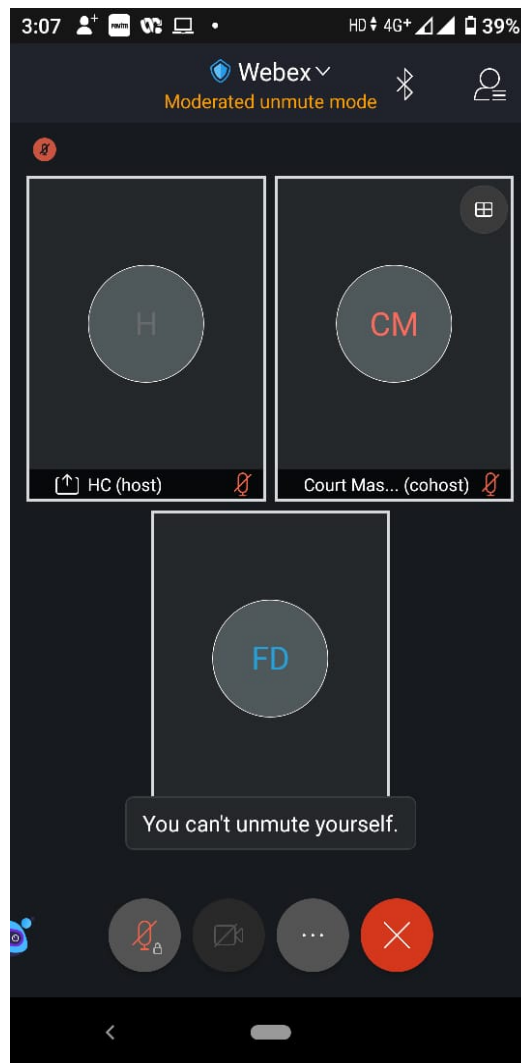 3:07 HD 4G+ 39%
Webex
Moderated unmute mode
H
CM
HC (host)
Court Mas... (cohost)
FD
You can't unmute yourself.